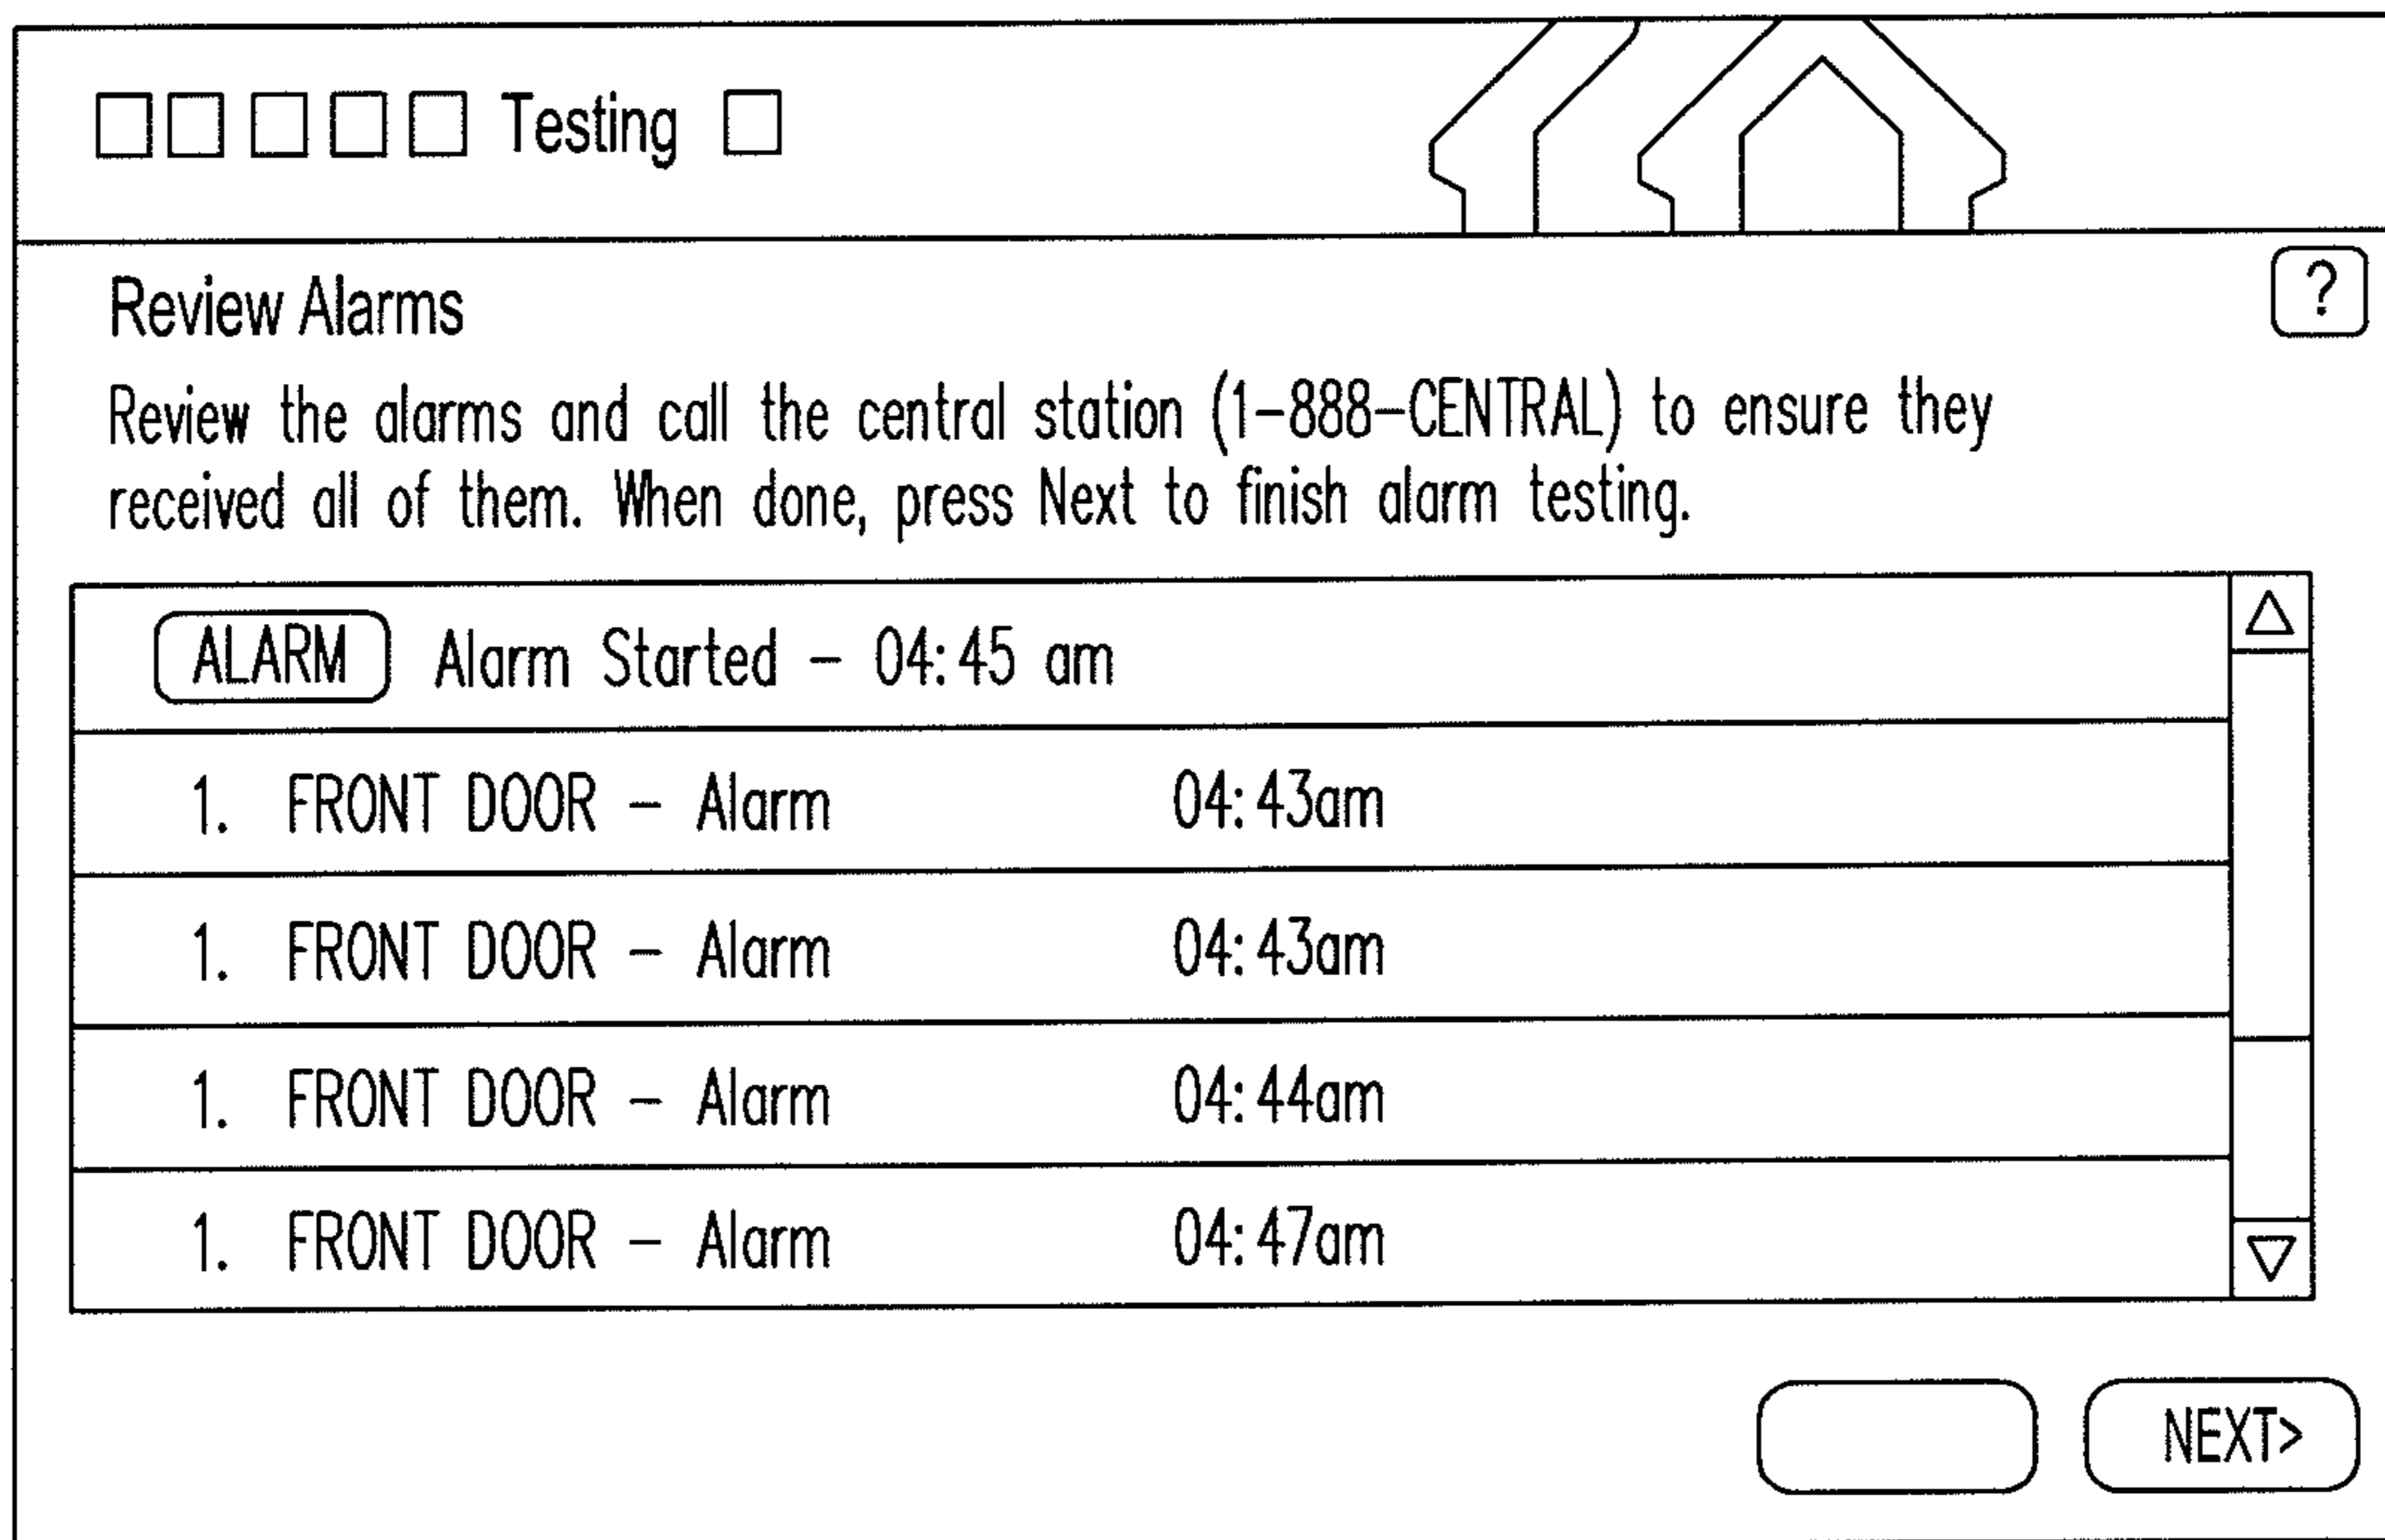 Testing
Review Alarms
?
Review the alarms and call the central station (1-888-CENTRAL) to ensure they
received all of them. When done, press Next to finish alarm testing.
ALARM Alarm Started - 04:45 am
1. FRONT DOOR - Alarm 04:43am
1. FRONT DOOR - Alarm 04:43am
1. FRONT DOOR - Alarm 04:44am
1. FRONT DOOR - Alarm 04:47am
NEXT>